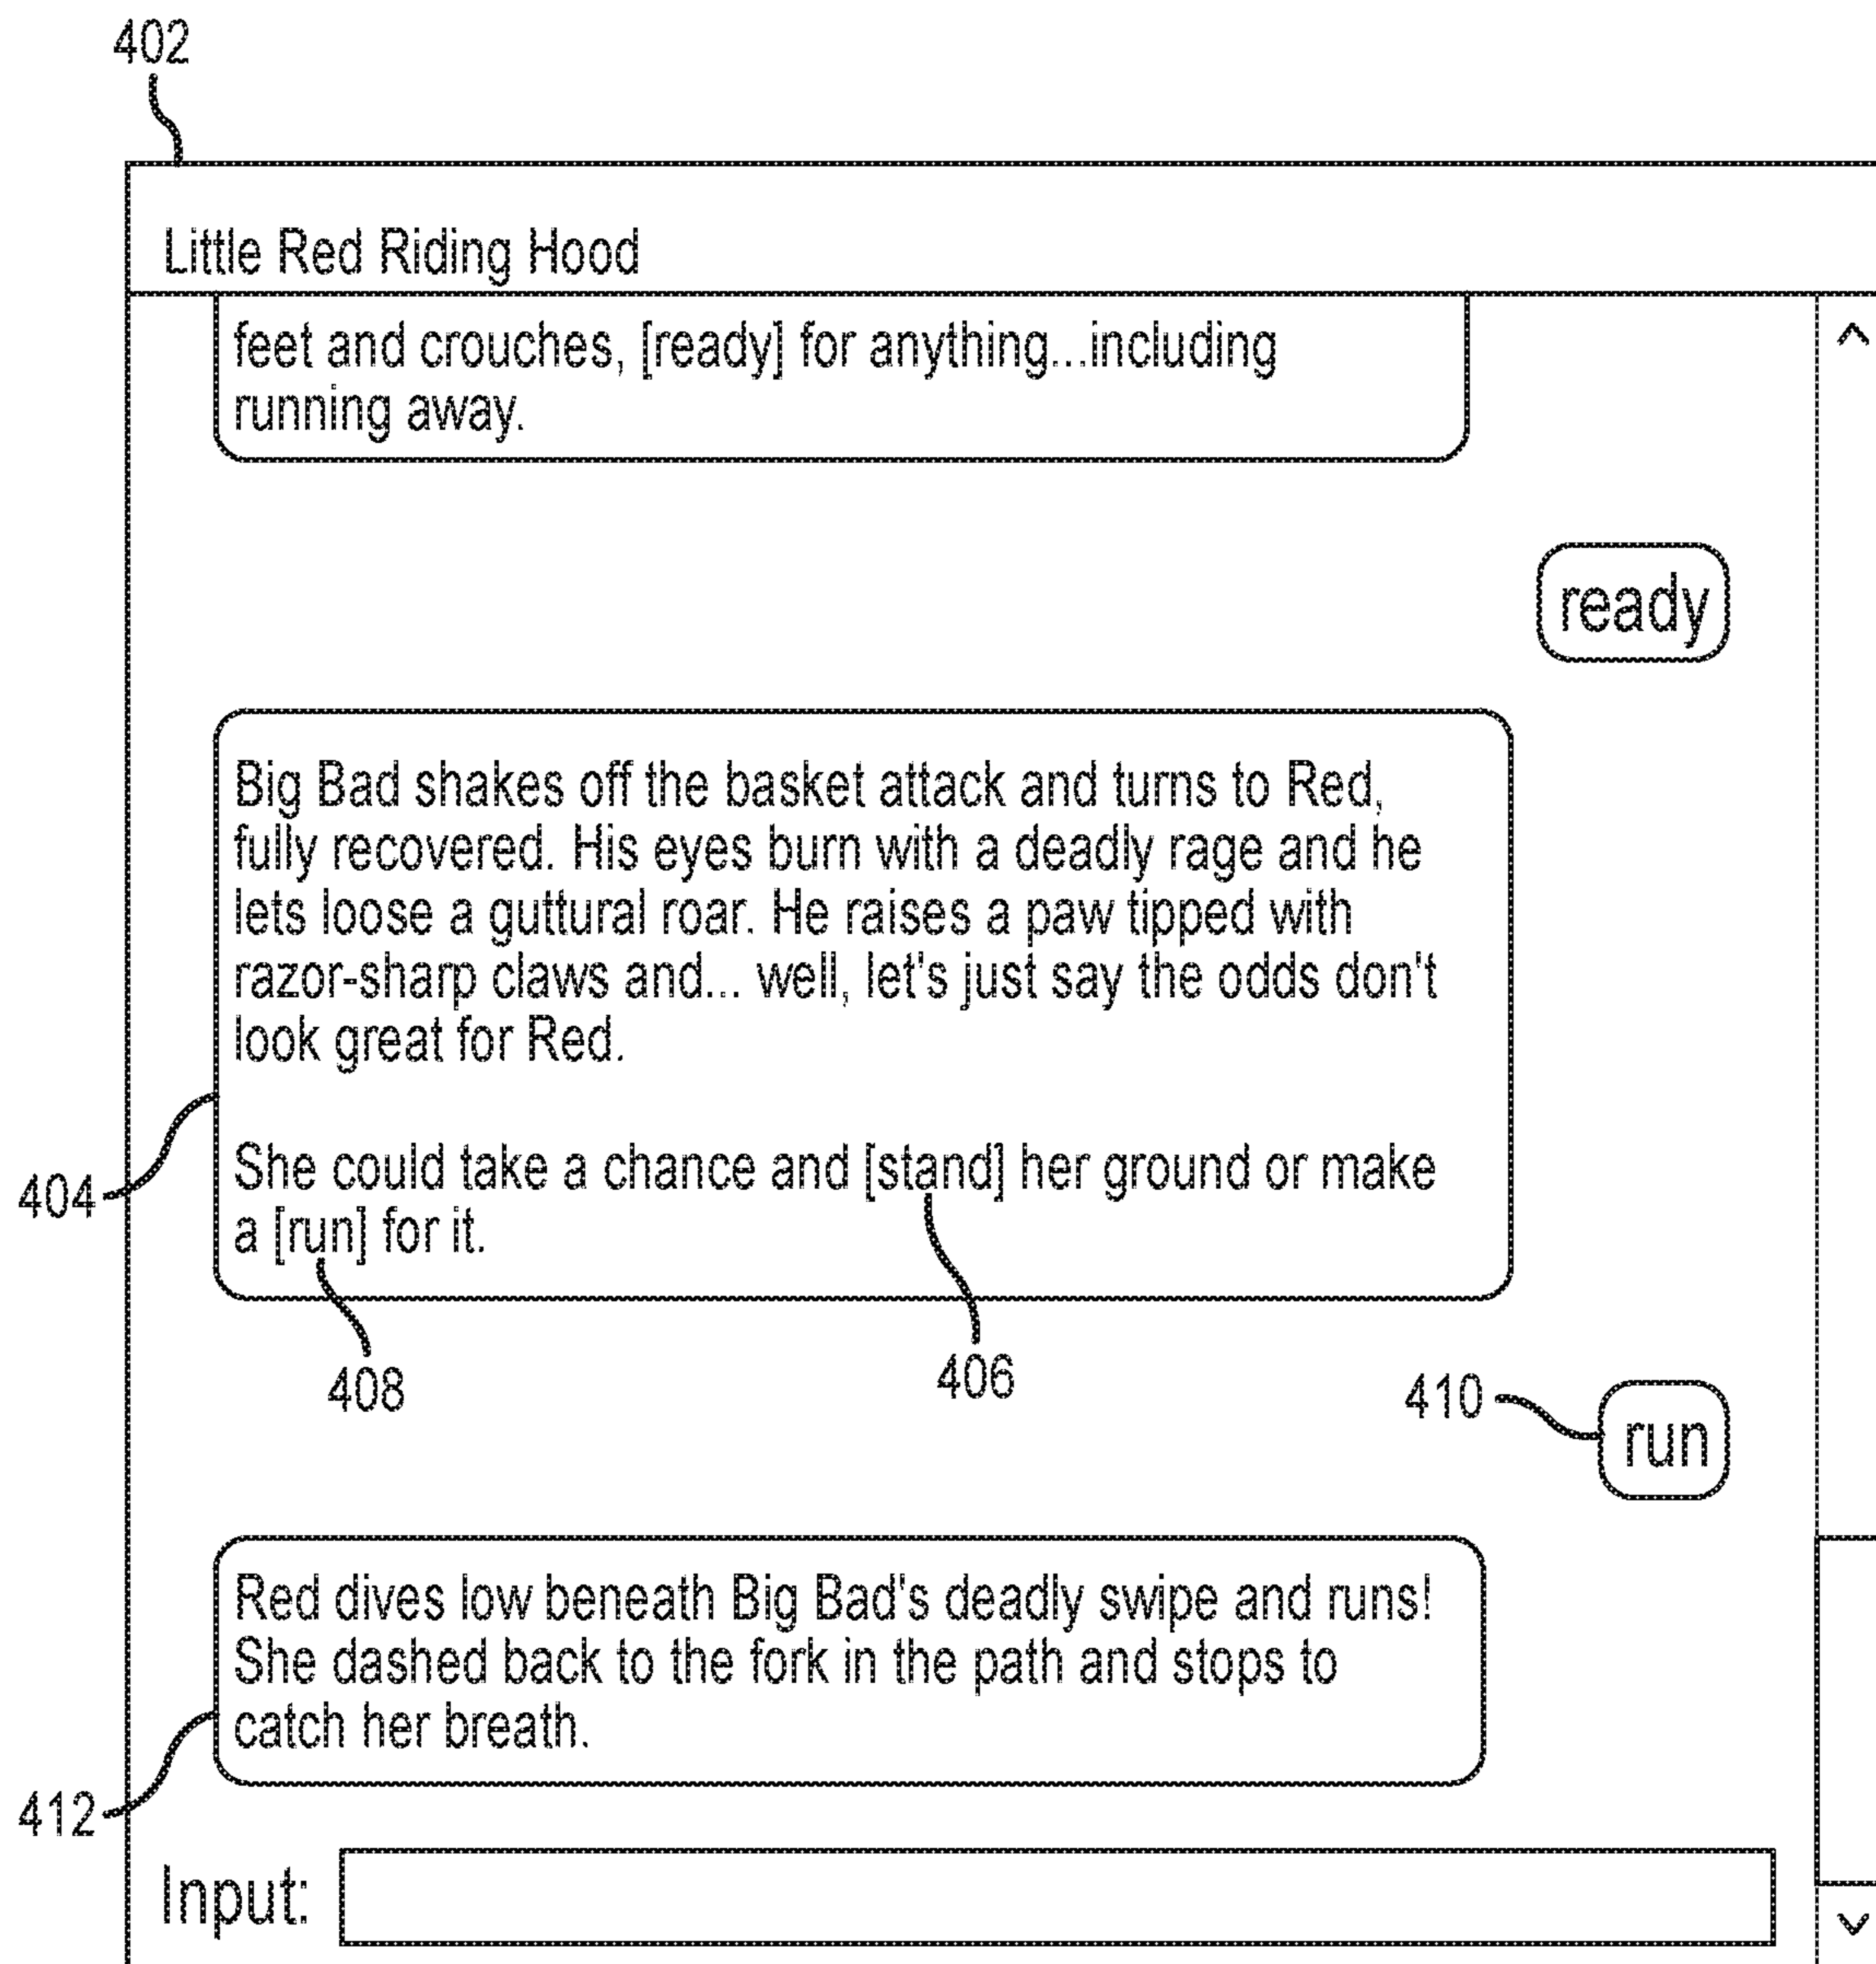 402
Little Red Riding Hood
feet and crouches, [ready] for anything...including
running away.
ready
Big Bad shakes off the basket attack and turns to Red,
fully recovered. His eyes burn with a deadly rage and he
lets loose a guttural roar. He raises a paw tipped with
razor-sharp claws and... well, let's just say the odds don't
look great for Red.
404
She could take a chance and [stand] her ground or make
a [run] for it.
408
406
410
run
Red dives low beneath Big Bad's deadly swipe and runs!
She dashed back to the fork in the path and stops to
catch her breath.
412
Input: